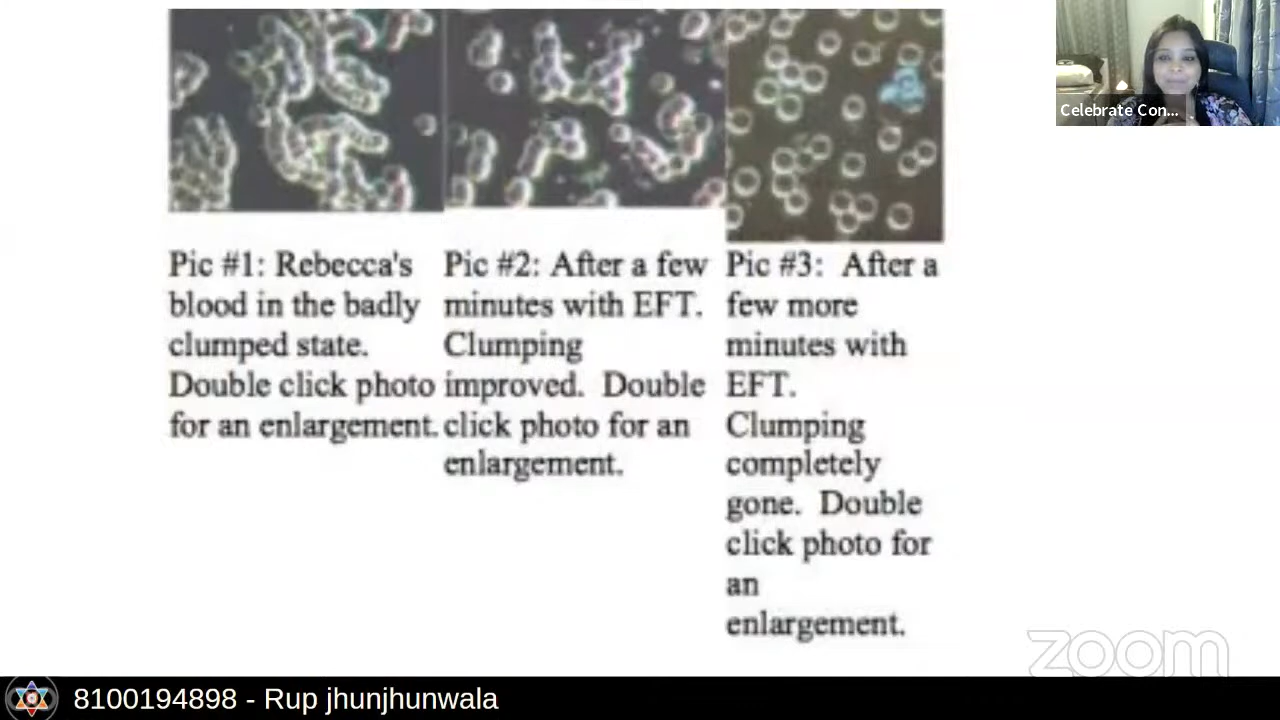 Celebrate Con...
Pic #1: Rebecca's
blood in the badly
clumped state.
Double click photo
for an enlargement.
Pic #2: After a few
minutes with EFT.
Clumping
improved. Double
click photo for an
enlargement.
Pic #3: After a
few more
minutes with
EFT.
Clumping
completely
gone. Double
click photo for
an
enlargement.
zoom
8100194898 - Rup jhunjhunwala